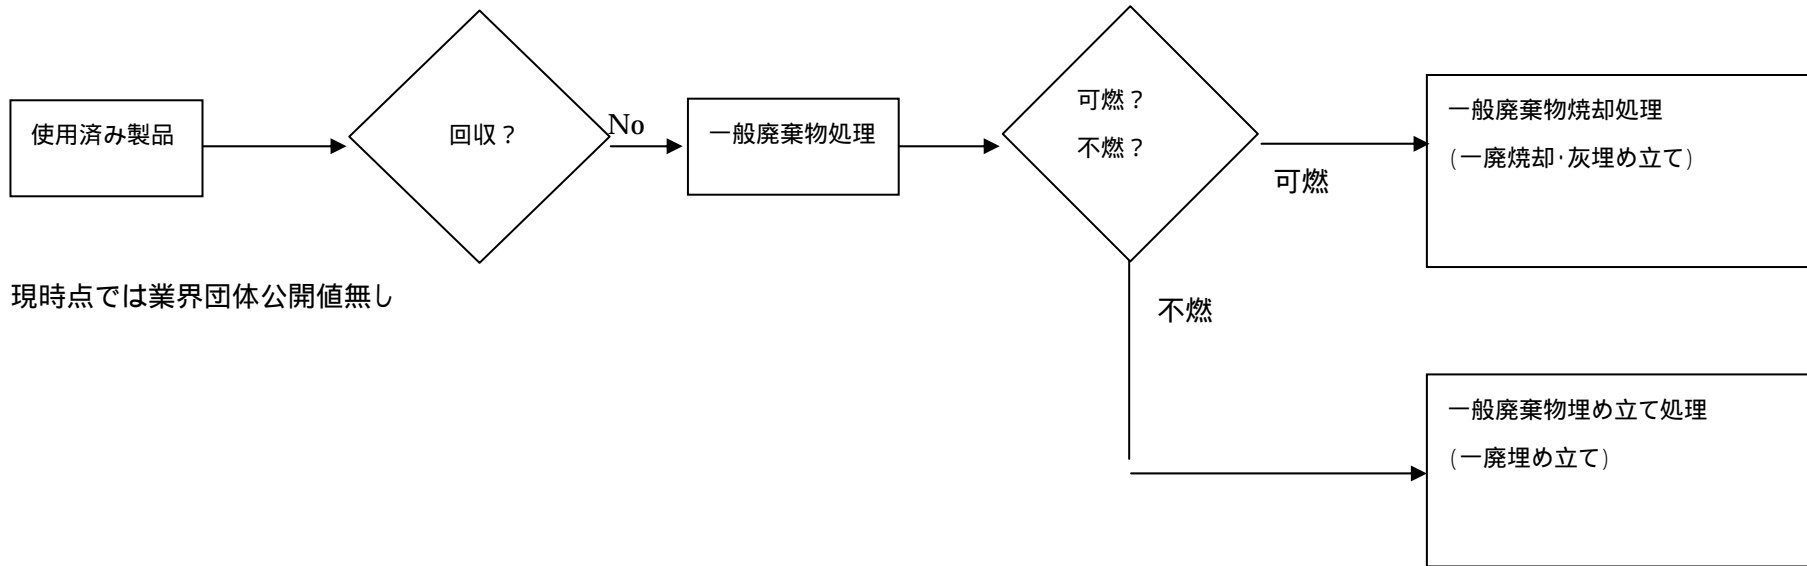 使用済み製品
回収？
No
一般廃棄物処理
可燃？
不燃？
可燃
一般廃棄物焼却処理
(一廃焼却・灰埋め立て)
現時点では業界団体公開値無し
不燃
一般廃棄物埋め立て処理
(一廃埋め立て)